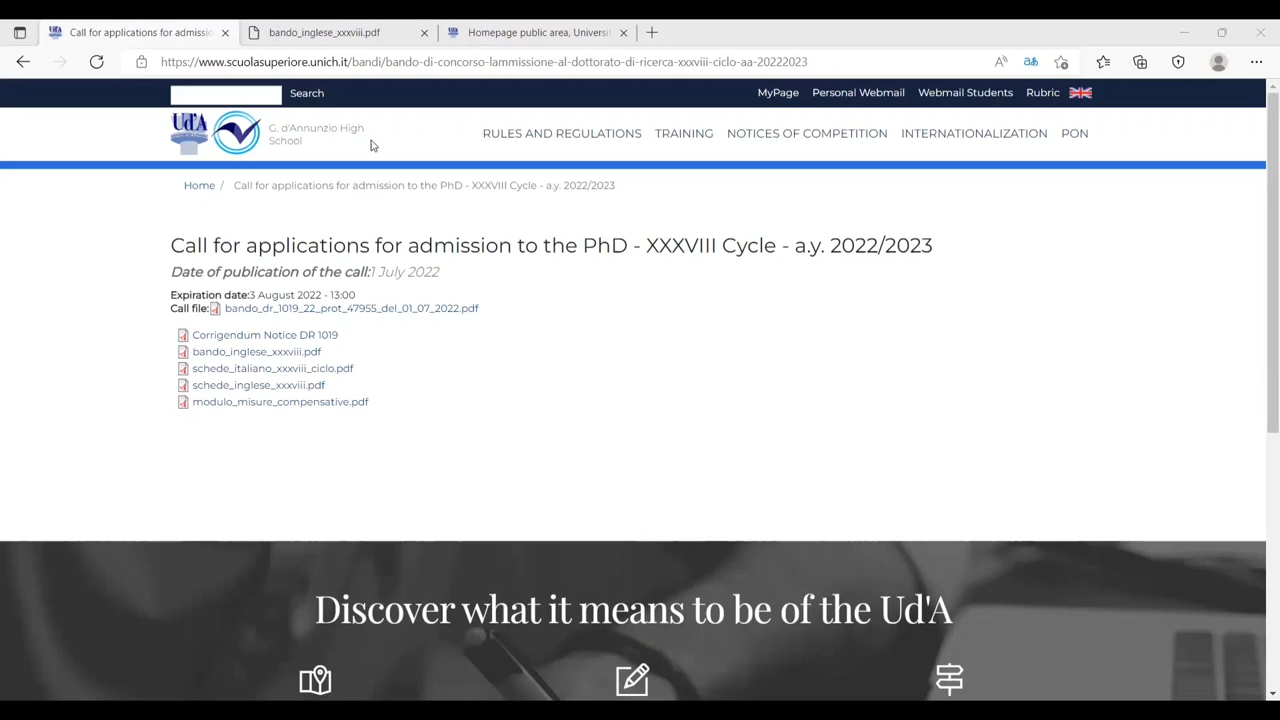 Call for applications for admissio
bando_inglese_xxxviii.pdf
Homepage public area, Universi
https://www.scuolasuperiore.unich.it/bandi/bando-di-concorso-lammissione-al-dottorato-di-ricerca-xxxviii-ciclo-aa-20222023
Search
MyPage Personal Webmail Webmail Students Rubric
Ud'A
G. d'Annunzio High
School
RULES AND REGULATIONS TRAINING NOTICES OF COMPETITION INTERNATIONALIZATION PON
Home / Call for applications for admission to the PhD - XXXVIII Cycle - a.y. 2022/2023
Call for applications for admission to the PhD - XXXVIII Cycle - a.y. 2022/2023
Date of publication of the call:1 July 2022
Expiration date:3 August 2022 - 13:00
Call file: bando_dr_1019_22_prot_47955_del_01_07_2022.pdf
Corrigendum Notice DR 1019
bando_inglese_xxxviii.pdf
schede_italiano_xxxviii_ciclo.pdf
schede_inglese_xxxviii.pdf
modulo_misure_compensative.pdf
Discover what it means to be of the Ud'A